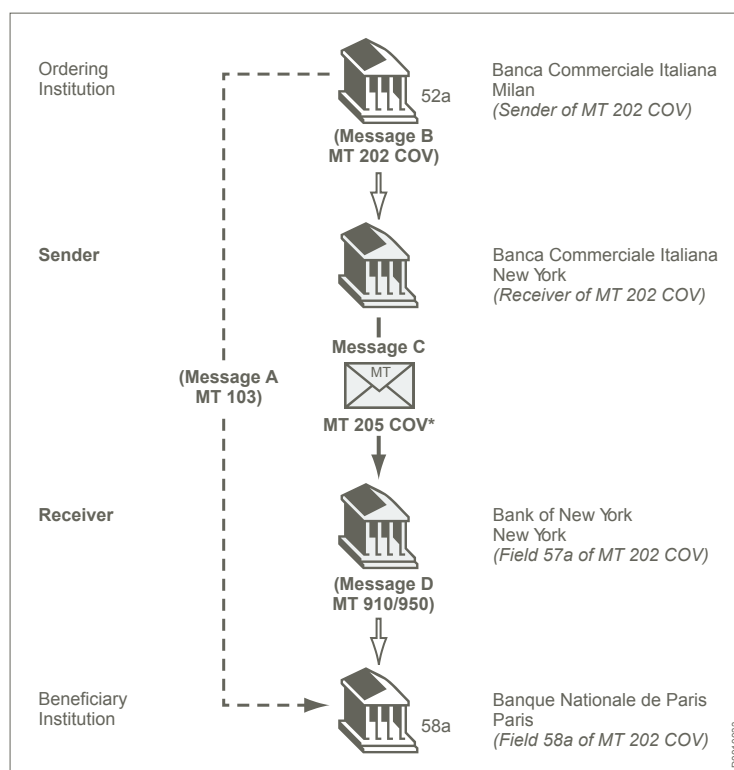 Ordering
Institution
52a
Banca Commerciale Italiana
Milan
(Sender of MT 202 COV)
(Message B
MT 202 COV)
Sender
Banca Commerciale Italiana
New York
(Receiver of MT 202 COV)
Message C
(Message A
MT 103)
MT
MT 205 COV*
Receiver
Bank of New York
New York
(Field 57a of MT 202 COV)
(Message D
MT 910/950)
Beneficiary
Institution
58a
Banque Nationale de Paris
Paris
(Field 58a of MT 202 COV)